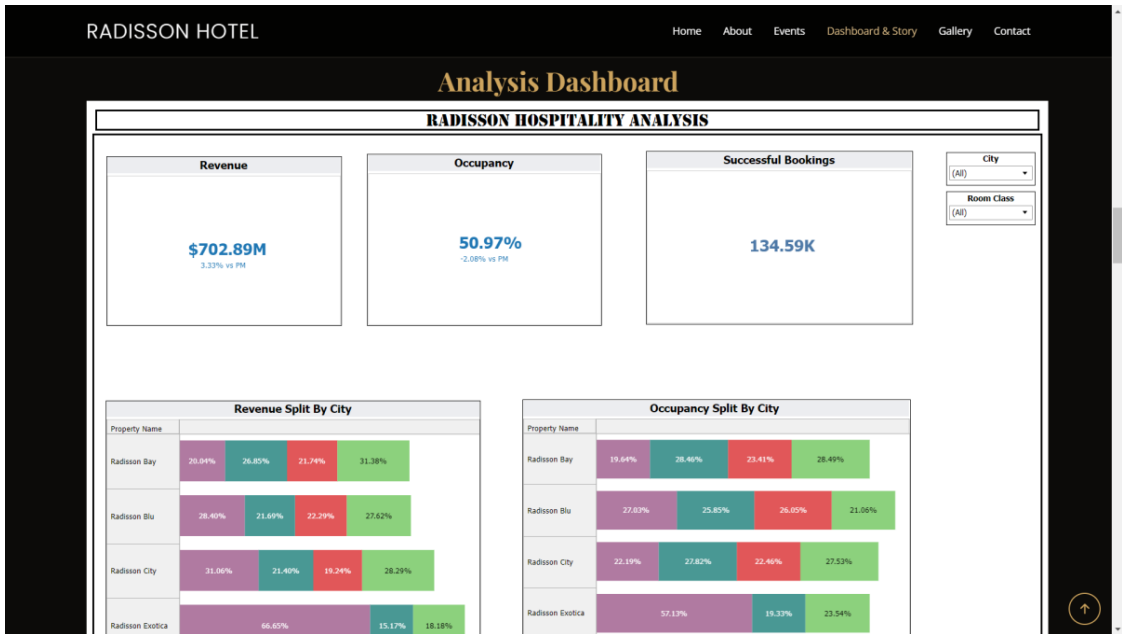 RADISSON HOTEL
Home About Events Dashboard & Story Gallery Contact
Analysis Dashboard
RADISSON HOSPITALITY ANALYSIS
Revenue
$702.89M
3.33% vs PM
Occupancy
50.97%
-2.08% vs PM
Successful Bookings
134.59K
City
(All)
Room Class
(All)
Revenue Split By City
Property Name
Radisson Bay 20.04% 26.85% 21.74% 31.38%
Radisson Blu 28.40% 21.69% 22.29% 27.62%
Radisson City 31.06% 21.40% 19.24% 28.29%
Radisson Exotica 66.65% 15.17% 18.18%
Occupancy Split By City
Property Name
Radisson Bay 19.64% 28.46% 23.41% 28.49%
Radisson Blu 27.03% 25.85% 26.05% 21.06%
Radisson City 22.19% 27.82% 22.46% 27.53%
Radisson Exotica 57.13% 19.33% 23.54%